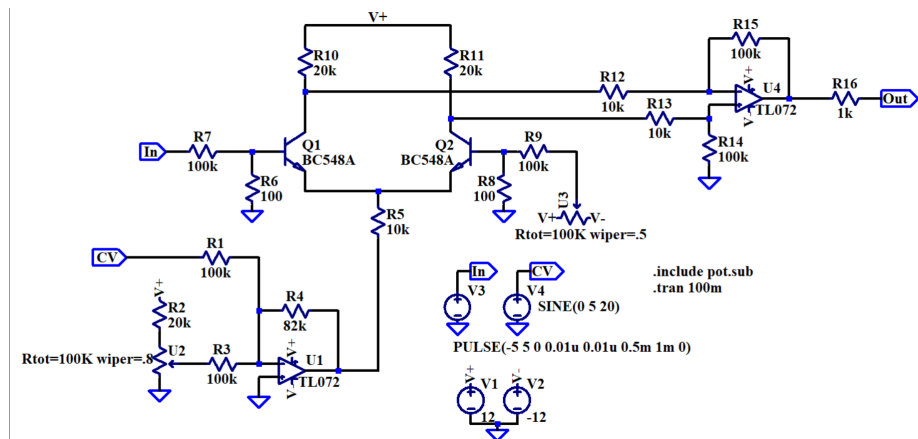 V+
R10
20k
R11
20k
R15
100k
R12
10k
V+
U4
TL072
V-
R16
1k
Out
R13
10k
R14
100k
In
R7
100k
Q1
BC548A
Q2
BC548A
R9
100k
R6
100
R8
100
U3
V+
V-
Rtot=100K wiper=.5
R5
10k
CV
R1
100k
V+
R2
20k
R4
82k
U2
Rtot=100K wiper=.8
R3
100k
V+
U1
TL072
V-
In
V3
CV
V4
SINE(0 5 20)
.include pot.sub
.tran 100m
PULSE(-5 5 0 0.01u 0.01u 0.5m 1m 0)
V+
V1
12
V-
V2
-12